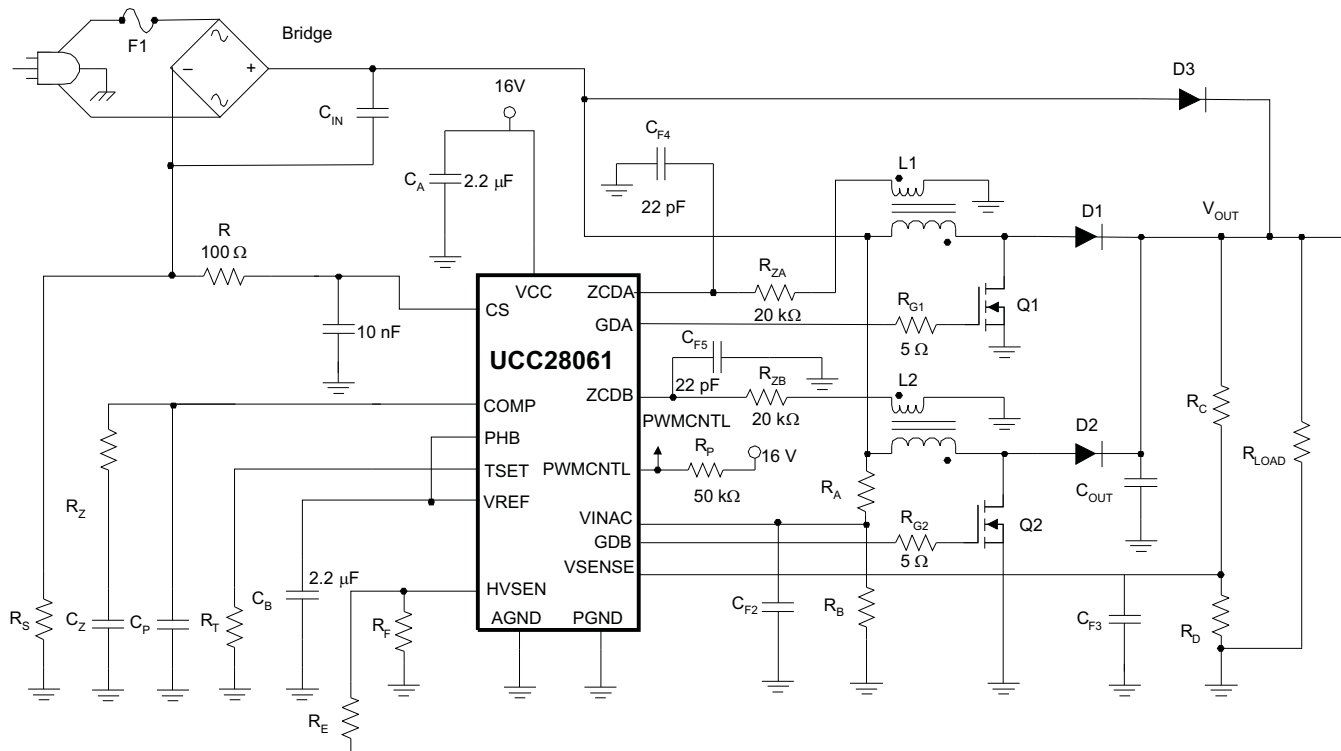 F1
Bridge
−
+
D3
16V
C_IN
C_F4
C_A
2.2 μF
22 pF
L1
D1
V_OUT
R
100 Ω
R_ZA
VCC
ZCDA
20 kΩ
CS
GDA
R_G1
Q1
10 nF
5 Ω
C_F5
UCC28061
22 pF
R_ZB
L2
ZCDB
20 kΩ
R_C
COMP
PWMCNTL
D2
PHB
R_P
16 V
R_LOAD
TSET
PWMCNTL
R_A
50 kΩ
C_OUT
R_Z
VREF
VINAC
R_G2
Q2
GDB
5 Ω
VSENSE
2.2 μF
HVSEN
R_S
C_Z
C_P
R_T
C_B
R_F
AGND
PGND
C_F2
R_B
C_F3
R_D
R_E